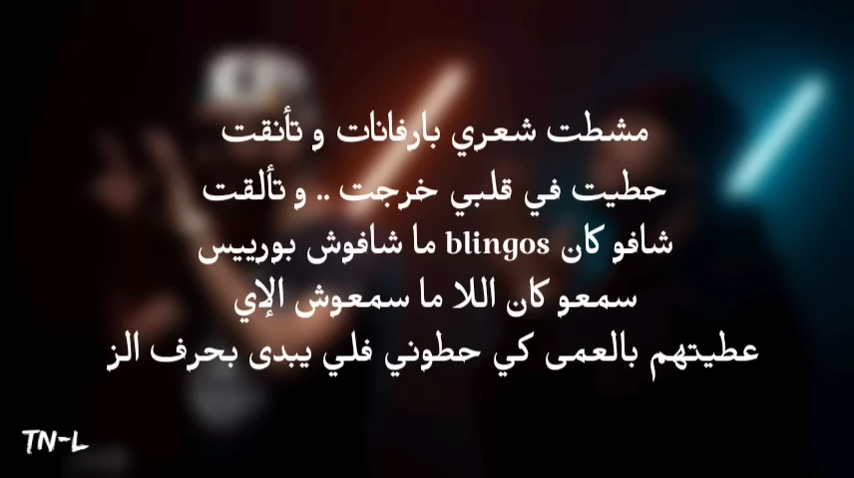 مشطت شعري بارفانات و تأنقت
حطيت في قلبي خرجت .. و تألقت
شافو كان blingos ما شافوش بورييس
سمعو كان اللا ما سمعوش الإي
عطيتهم بالعمى كي حطوني فلي يبدى بحرف الز
TN-L